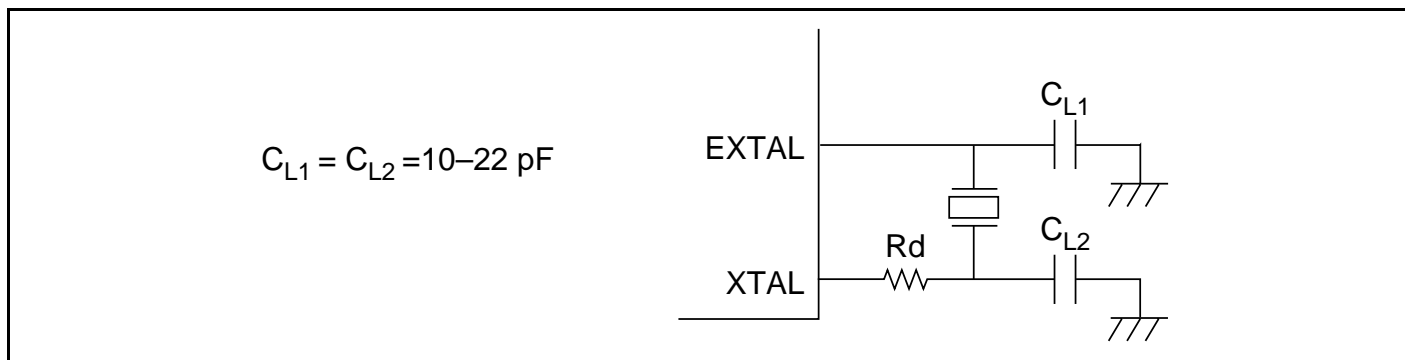 C_L1 = C_L2 =10–22 pF
EXTAL
C_L1
C_L2
Rd
XTAL